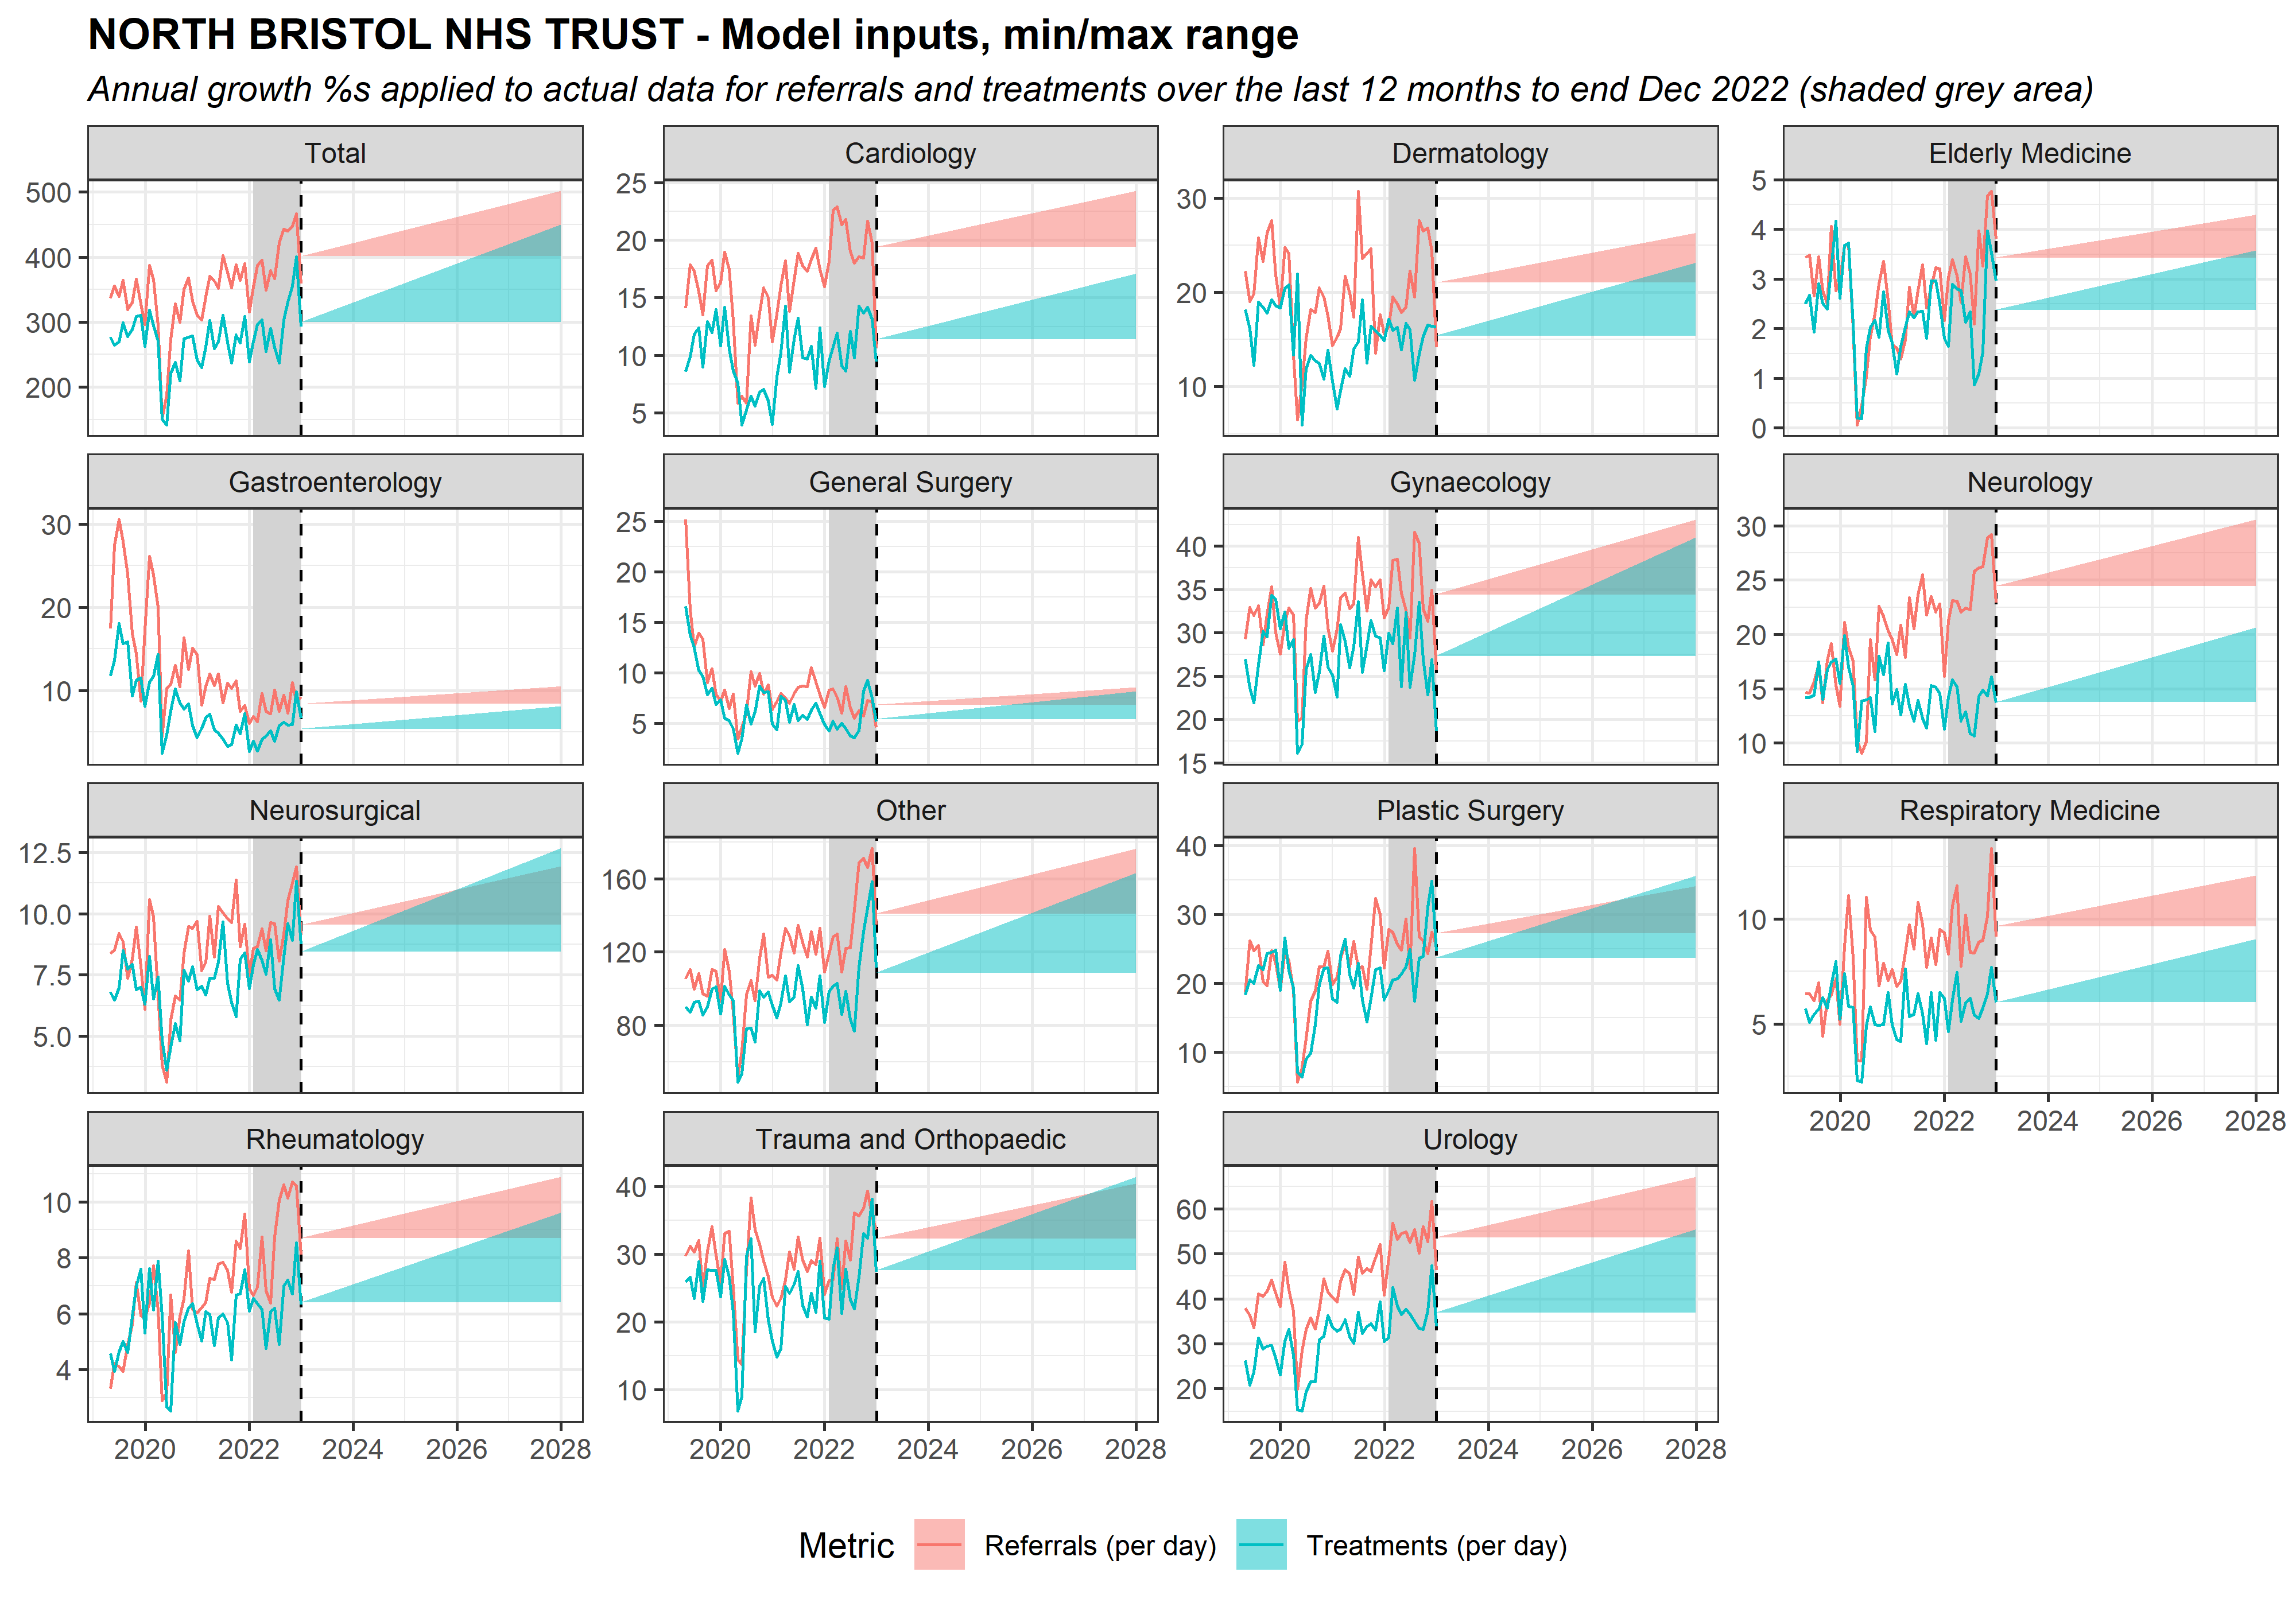 NORTH BRISTOL NHS TRUST - Model inputs, min/max range
Annual growth %s applied to actual data for referrals and treatments over the last 12 months to end Dec 2022 (shaded grey area)
Total
500
400
300
200
Cardiology
25
20
15
10
5
Dermatology
30
20
10
Elderly Medicine
5
4
3
2
1
0
Gastroenterology
30
20
10
General Surgery
25
20
15
10
5
Gynaecology
40
35
30
25
20
15
Neurology
30
25
20
15
10
Neurosurgical
12.5
10.0
7.5
5.0
Other
160
120
80
Plastic Surgery
40
30
20
10
Respiratory Medicine
10
5
2020 2022 2024 2026 2028
Rheumatology
10
8
6
4
2020 2022 2024 2026 2028
Trauma and Orthopaedic
40
30
20
10
2020 2022 2024 2026 2028
Urology
60
50
40
30
20
2020 2022 2024 2026 2028
Metric Referrals (per day) Treatments (per day)